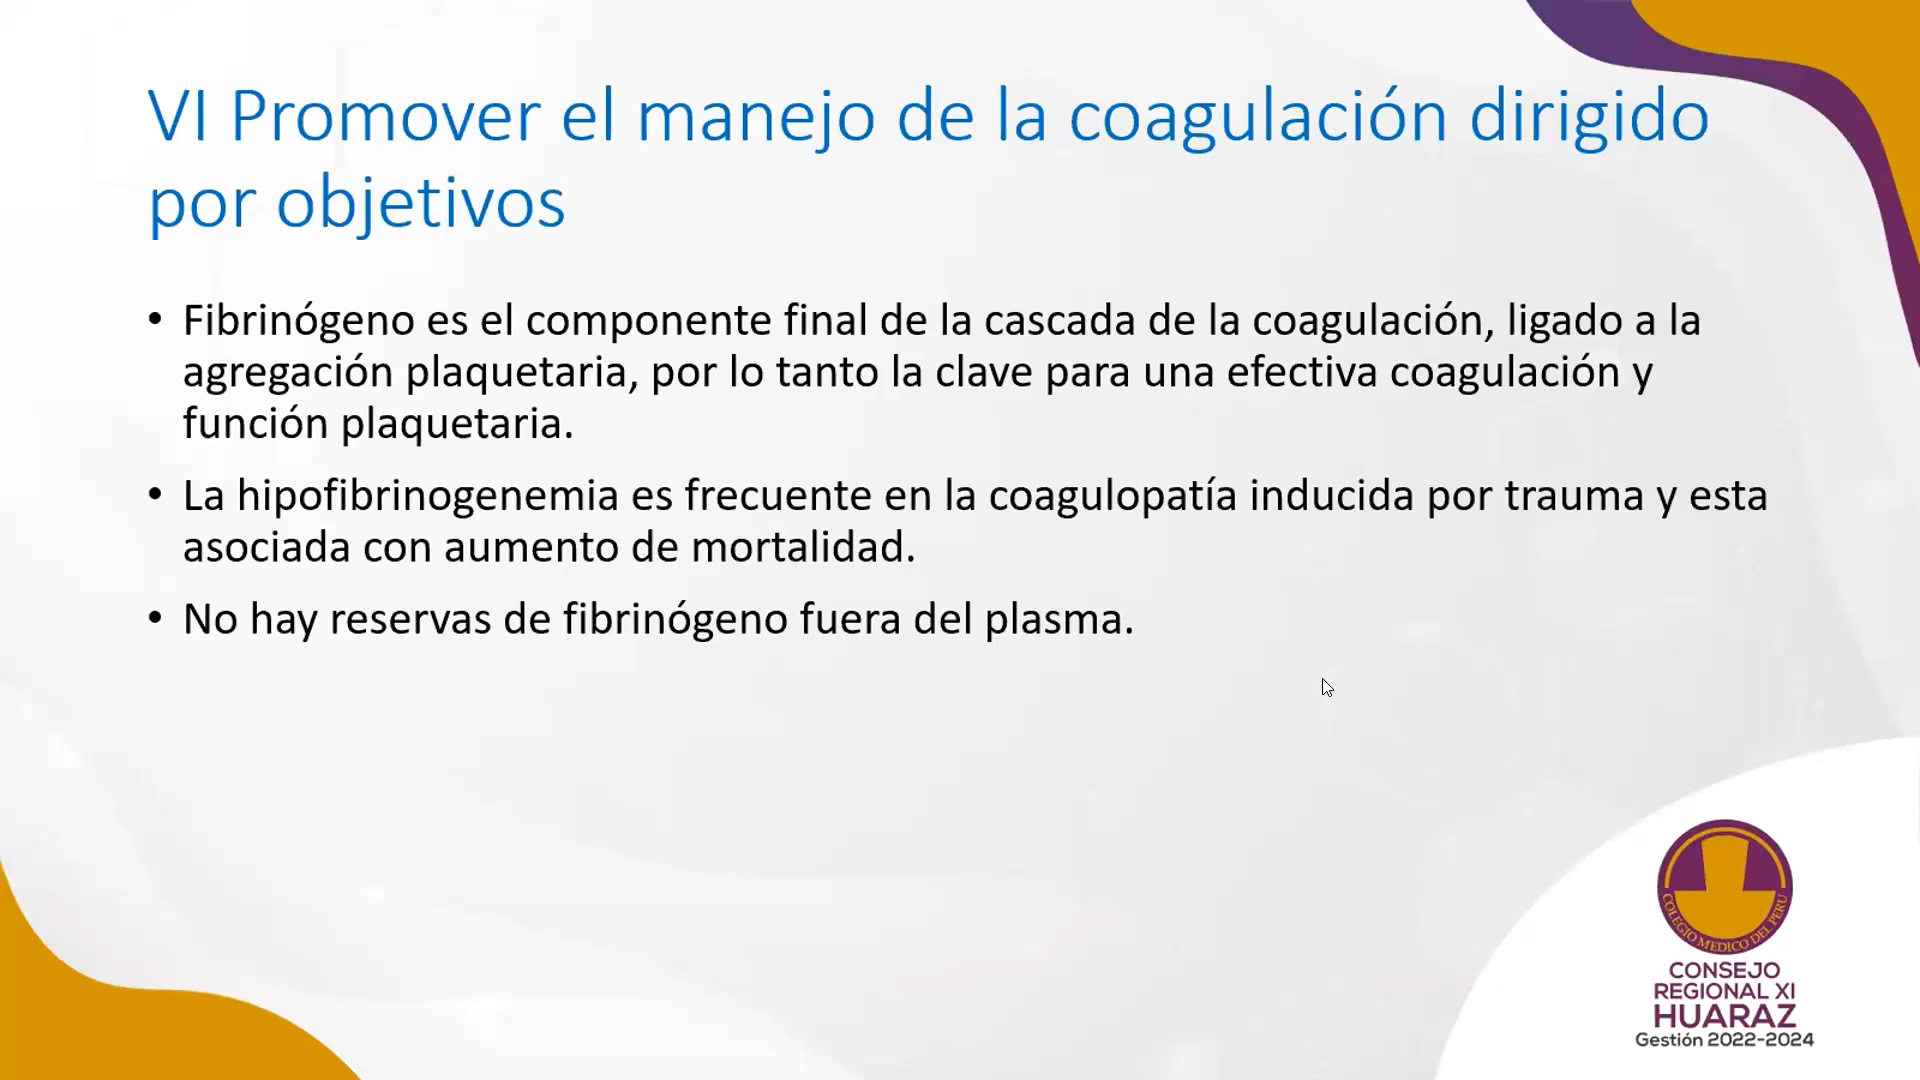 VI Promover el manejo de la coagulación dirigido
por objetivos
• Fibrinógeno es el componente final de la cascada de la coagulación, ligado a la
agregación plaquetaria, por lo tanto la clave para una efectiva coagulación y
función plaquetaria.
• La hipofibrinogenemia es frecuente en la coagulopatía inducida por trauma y esta
asociada con aumento de mortalidad.
• No hay reservas de fibrinógeno fuera del plasma.
COLEGIO MEDICO DEL PERU
CONSEJO
REGIONAL XI
HUARAZ
Gestión 2022-2024